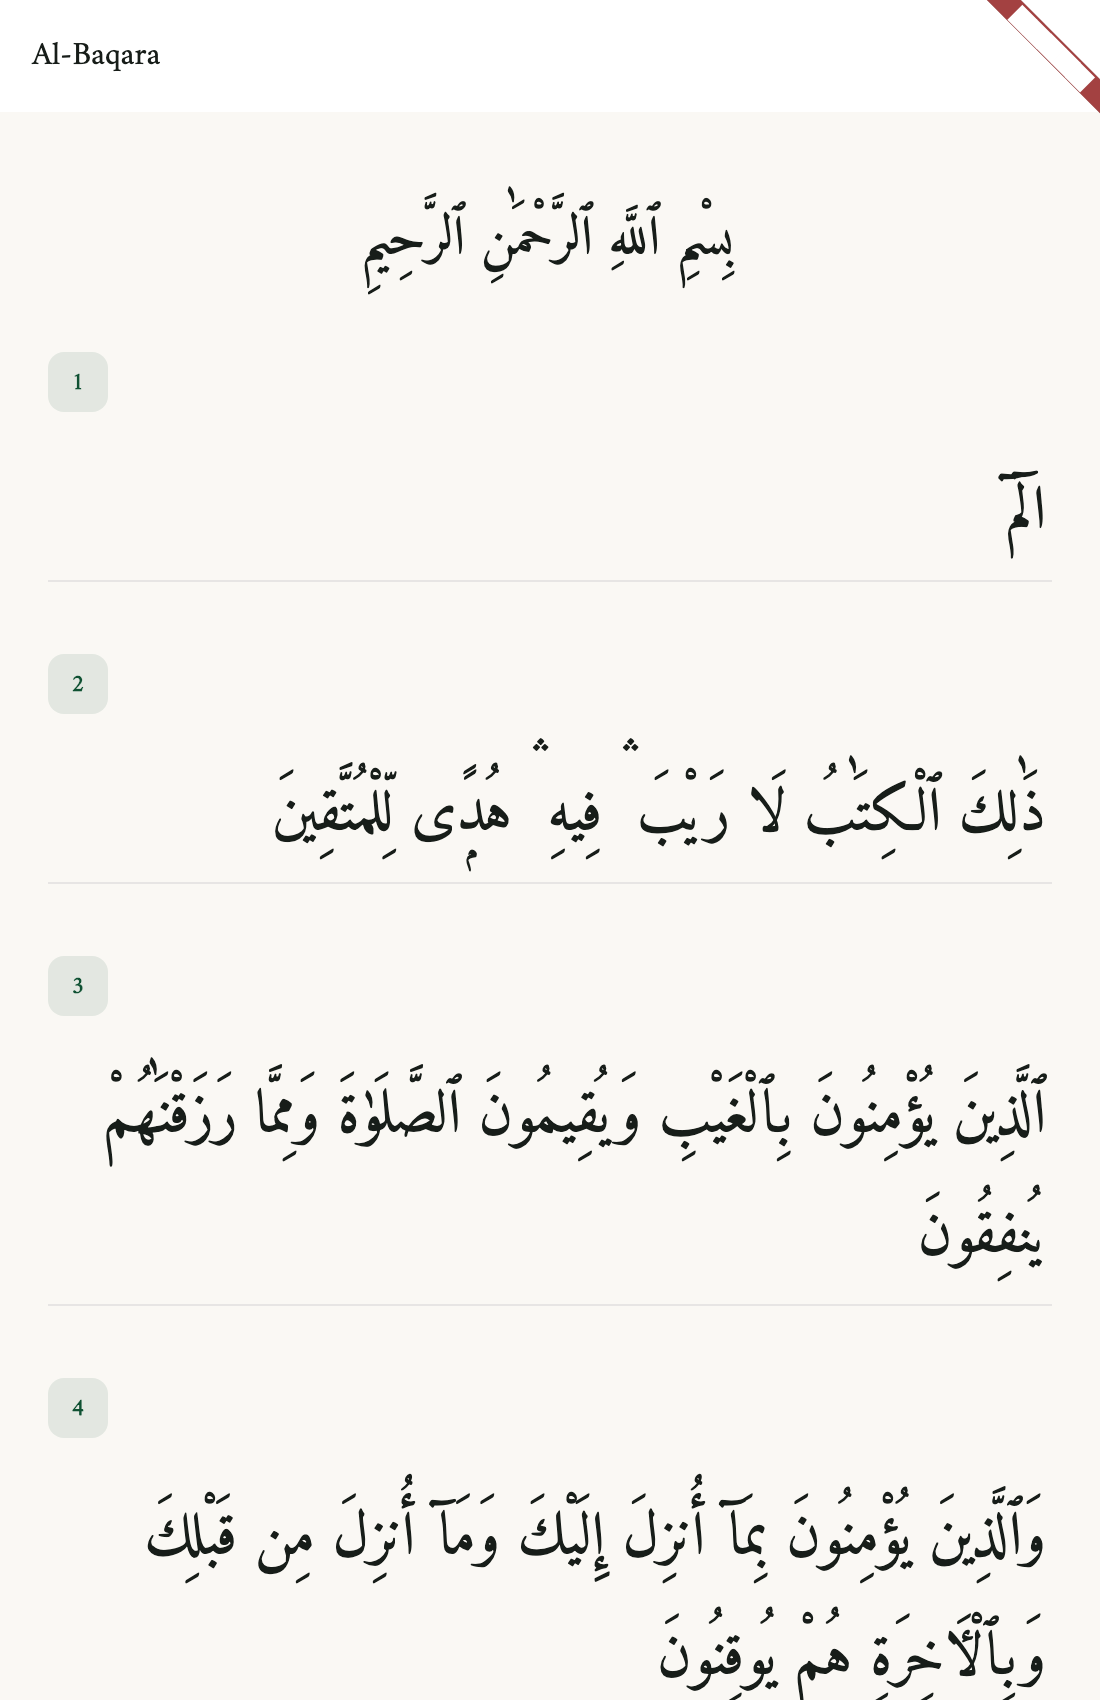 Al-Baqara
بِسْمِ ٱللَّهِ ٱلرَّحْمَٰنِ ٱلرَّحِيمِ
1
الٓمٓ
2
ذَٰلِكَ ٱلْكِتَٰبُ لَا رَيْبَ ۛ فِيهِ ۛ هُدًۭى لِّلْمُتَّقِينَ
3
ٱلَّذِينَ يُؤْمِنُونَ بِٱلْغَيْبِ وَيُقِيمُونَ ٱلصَّلَوٰةَ وَمِمَّا رَزَقْنَٰهُمْ
يُنفِقُونَ
4
وَٱلَّذِينَ يُؤْمِنُونَ بِمَآ أُنزِلَ إِلَيْكَ وَمَآ أُنزِلَ مِن قَبْلِكَ
وَبِٱلْـَٔاخِرَةِ هُمْ يُوقِنُونَ